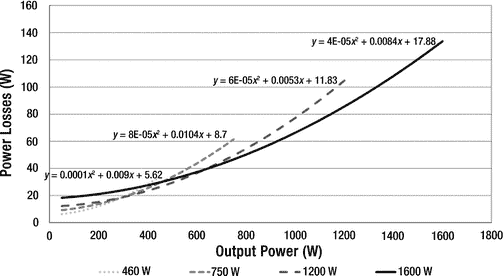 160
140
120
100
80
60
40
20
0
Power Losses (W)
y = 4E-05x² + 0.0084x + 17.88
y = 6E-05x² + 0.0053x + 11.83
y = 8E-05x² + 0.0104x + 8.7
y = 0.0001x² + 0.009x + 5.62
0 200 400 600 800 1000 1200 1400 1600 1800
Output Power (W)
460 W 750 W 1200 W 1600 W